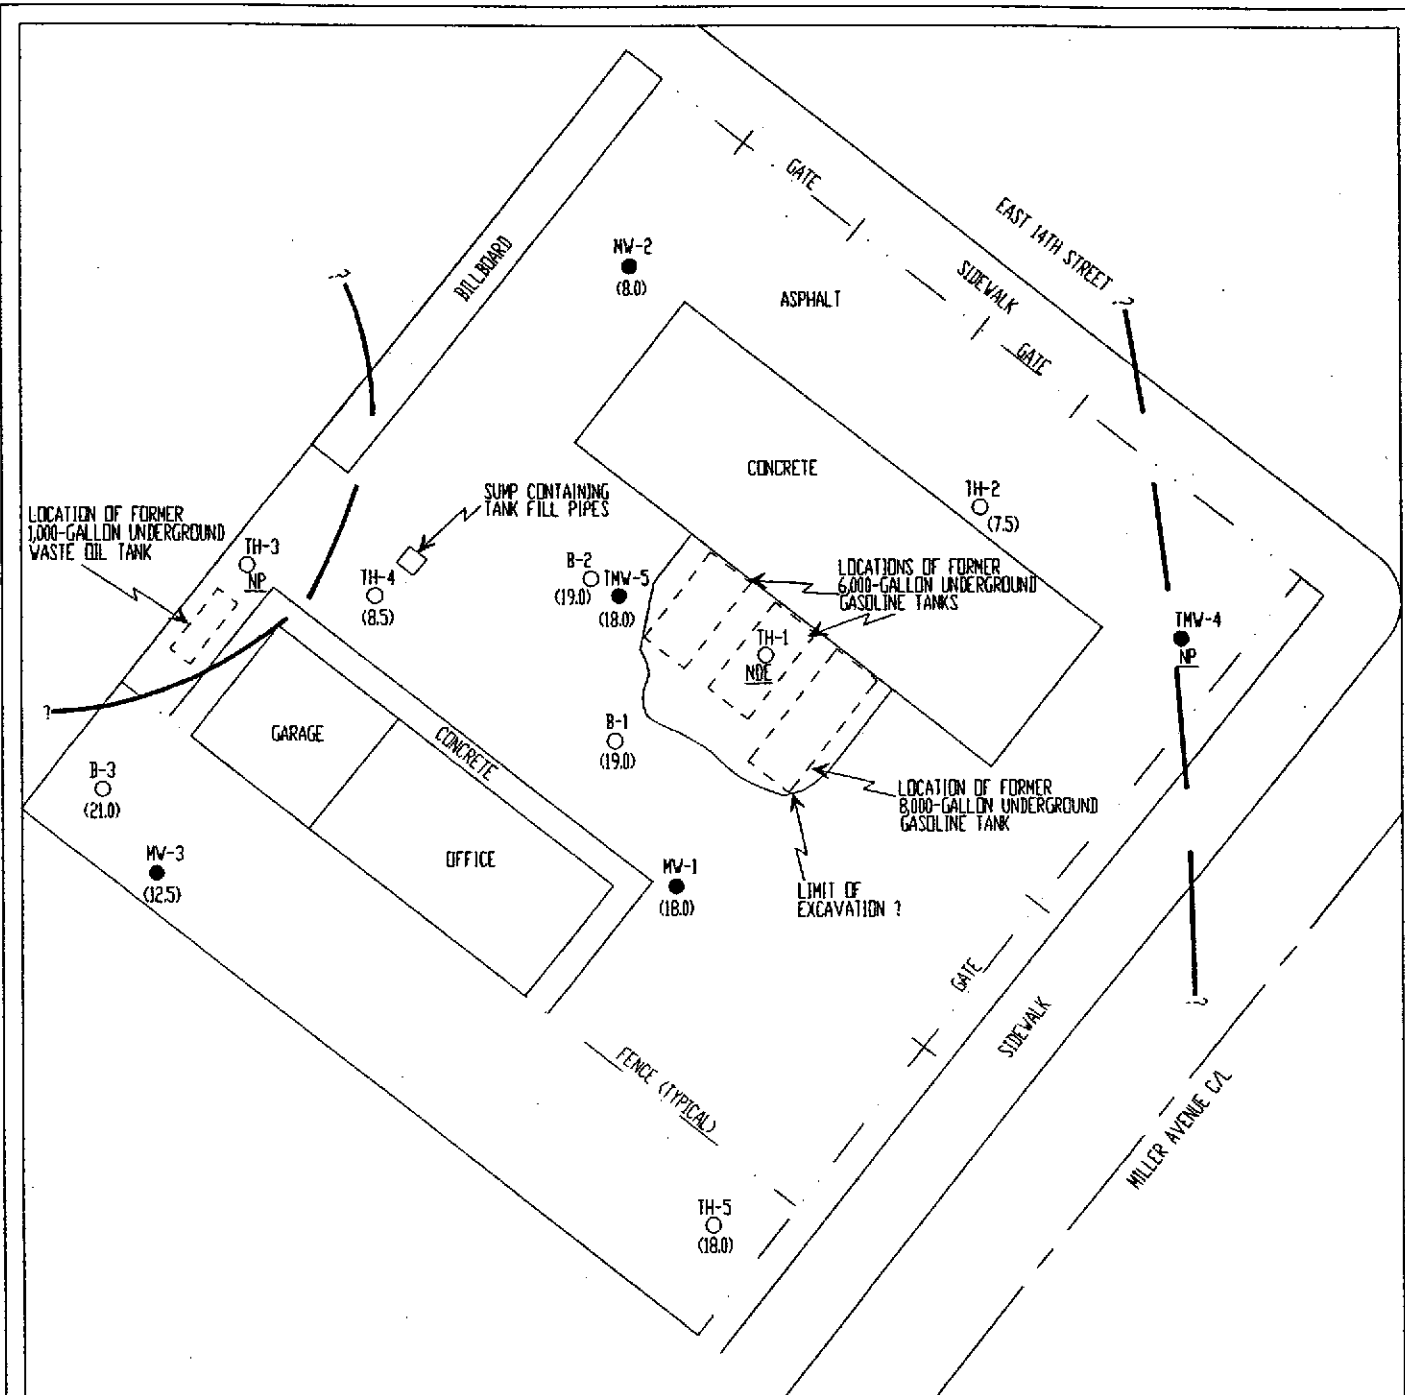 GATE
EAST 14TH STREET
?
SIDEWALK
GATE
?
BILLBOARD
MW-2
(8.0)
ASPHALT
CONCRETE
TH-2
(7.5)
SUMP CONTAINING
TANK FILL PIPES
LOCATION OF FORMER
1,000-GALLON UNDERGROUND
WASTE OIL TANK
TH-3
NP
TH-4
(8.5)
B-2
(19.0)
TMW-5
(18.0)
LOCATIONS OF FORMER
6,000-GALLON UNDERGROUND
GASOLINE TANKS
TH-1
NDE
TMW-4
NP
?
GARAGE
CONCRETE
B-1
(19.0)
B-3
(21.0)
LOCATION OF FORMER
8,000-GALLON UNDERGROUND
GASOLINE TANK
MW-3
(12.5)
OFFICE
MW-1
(18.0)
LIMIT OF
EXCAVATION ?
GATE
SIDEWALK
?
FENCE (TYPICAL)
MILLER AVENUE C/L
TH-5
(18.0)